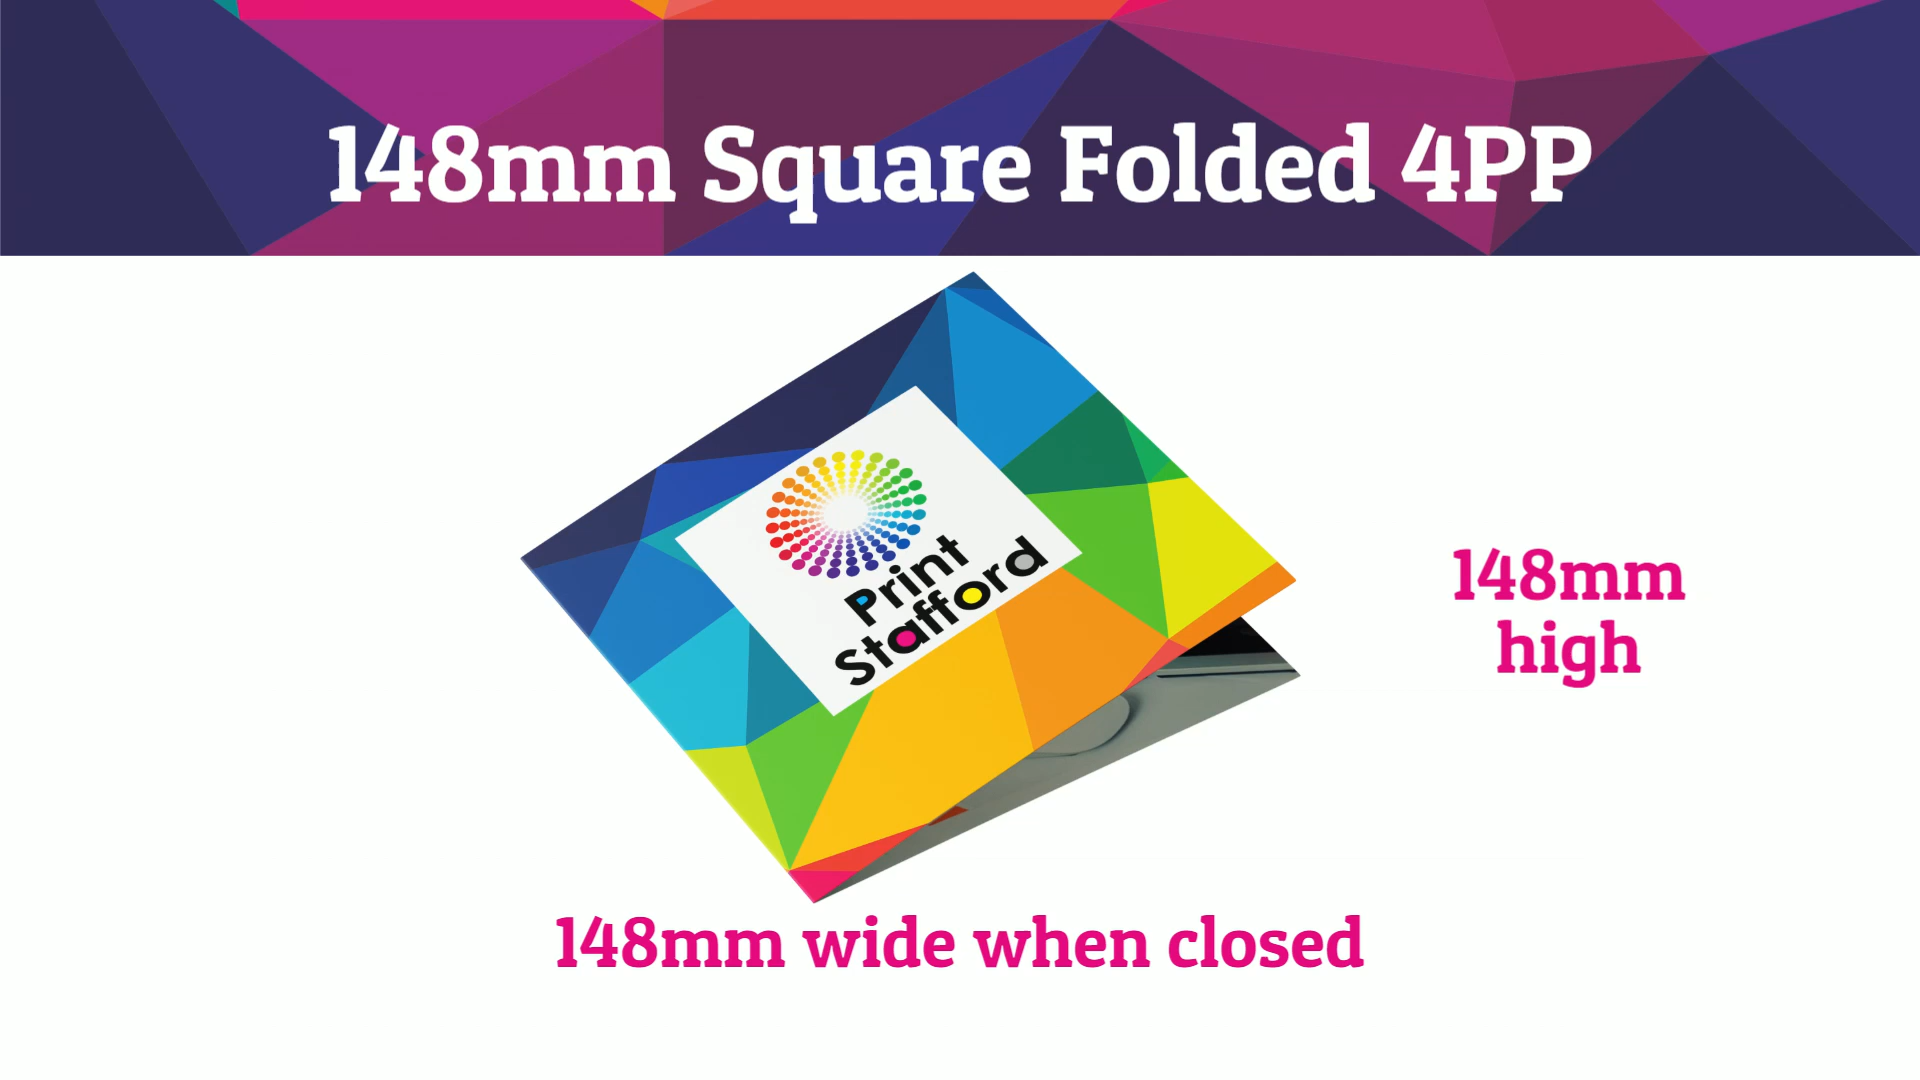 148mm Square Folded 4PP
Print
Stafford
148mm
high
148mm wide when closed